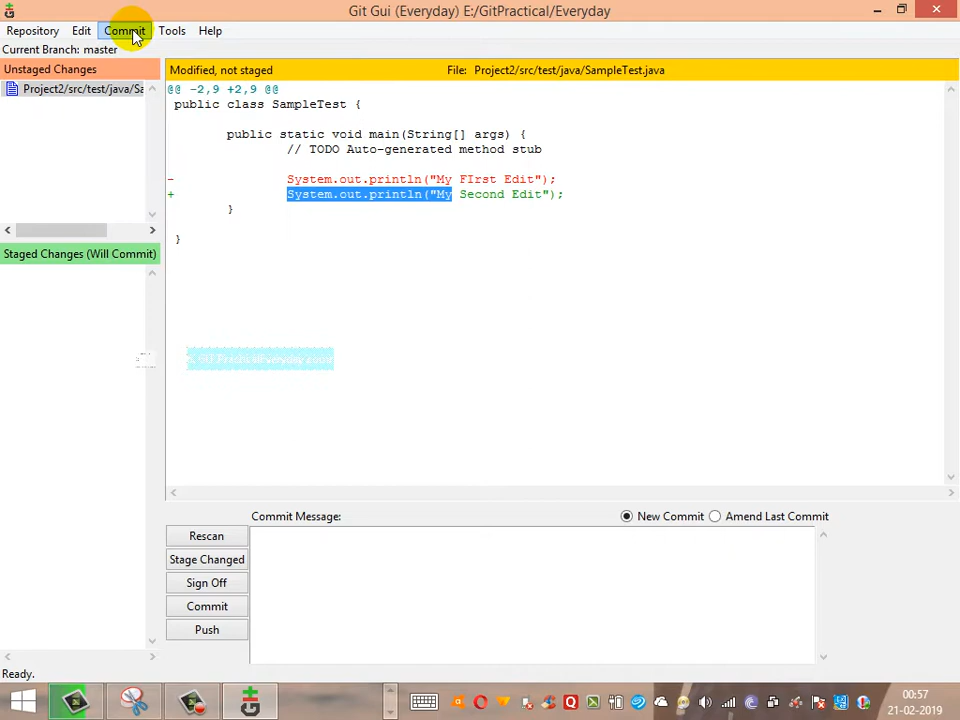 Git Gui (Everyday) E:/GitPractical/Everyday
Repository Edit Commit Tools Help
Current Branch: master
Unstaged Changes
Modified, not staged File: Project2/src/test/java/SampleTest.java
Project2/src/test/java/Sa
@@ -2,9 +2,9 @@
public class SampleTest {
public static void main(String[] args) {
// TODO Auto-generated method stub
- System.out.println("My FIrst Edit");
+ System.out.println("My Second Edit");
}
}
Staged Changes (Will Commit)
Commit Message:
New Commit
Amend Last Commit
Rescan
Stage Changed
Sign Off
Commit
Push
Ready.
00:57
21-02-2019